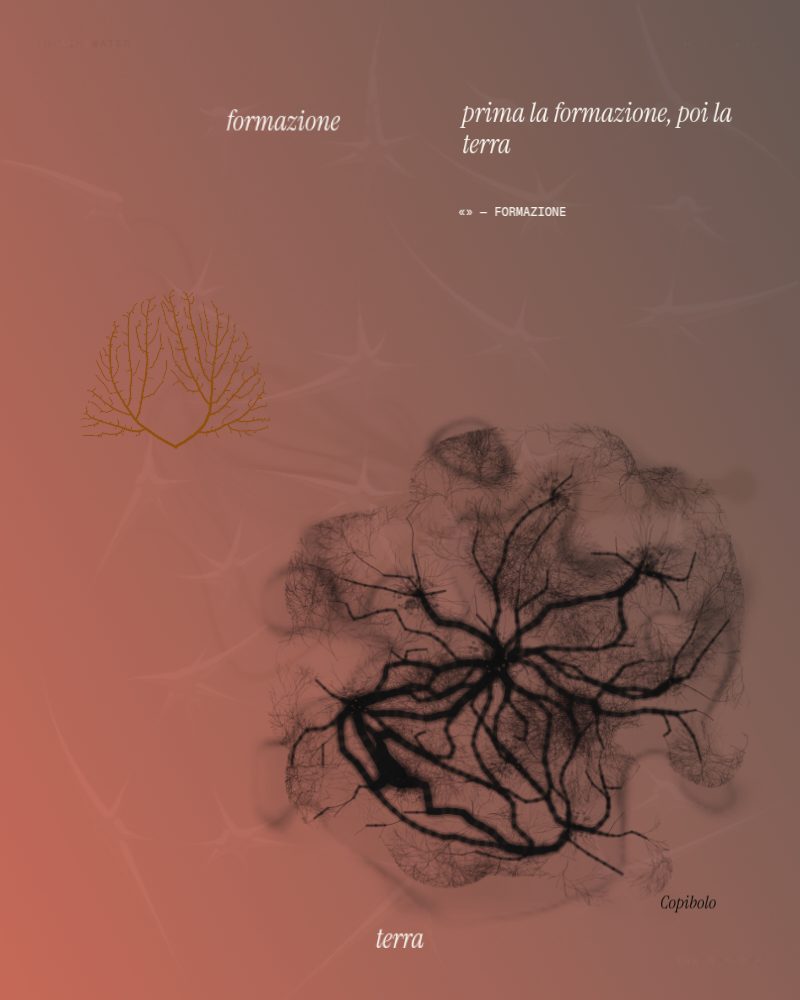 formazione
prima la formazione, poi la
terra
«» — FORMAZIONE
Copibolo
terra